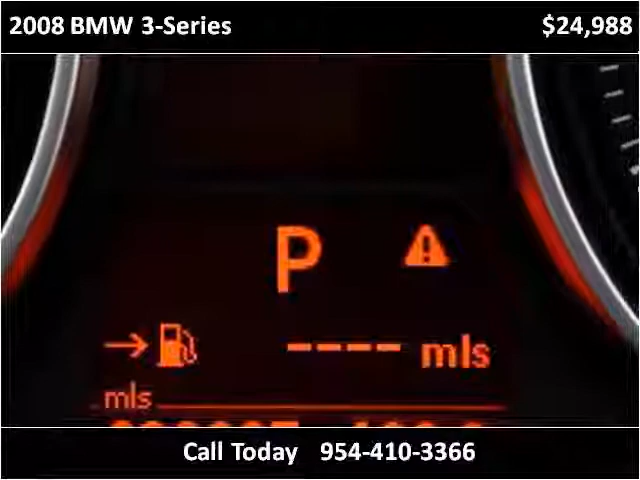 2008 BMW 3-Series $24,988
P
---- mls
mls
Call Today 954-410-3366